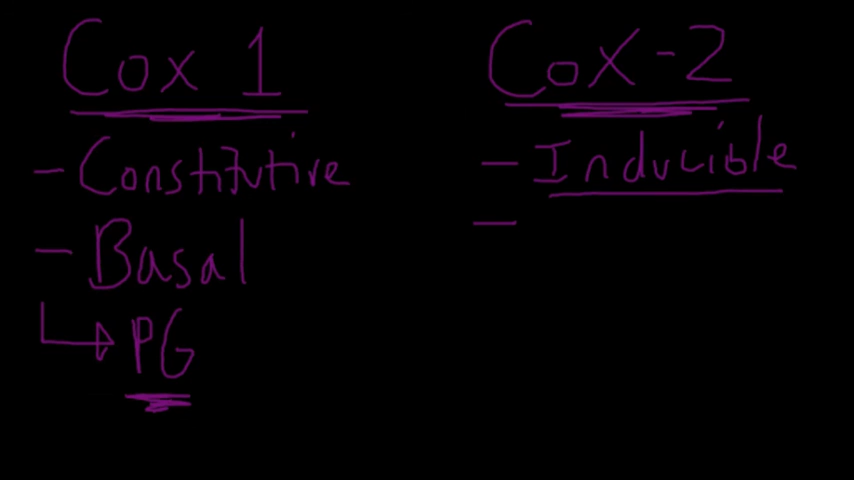 Cox 1
- Constitutive
- Basal
↳ PG
Cox-2
- Inducible
-